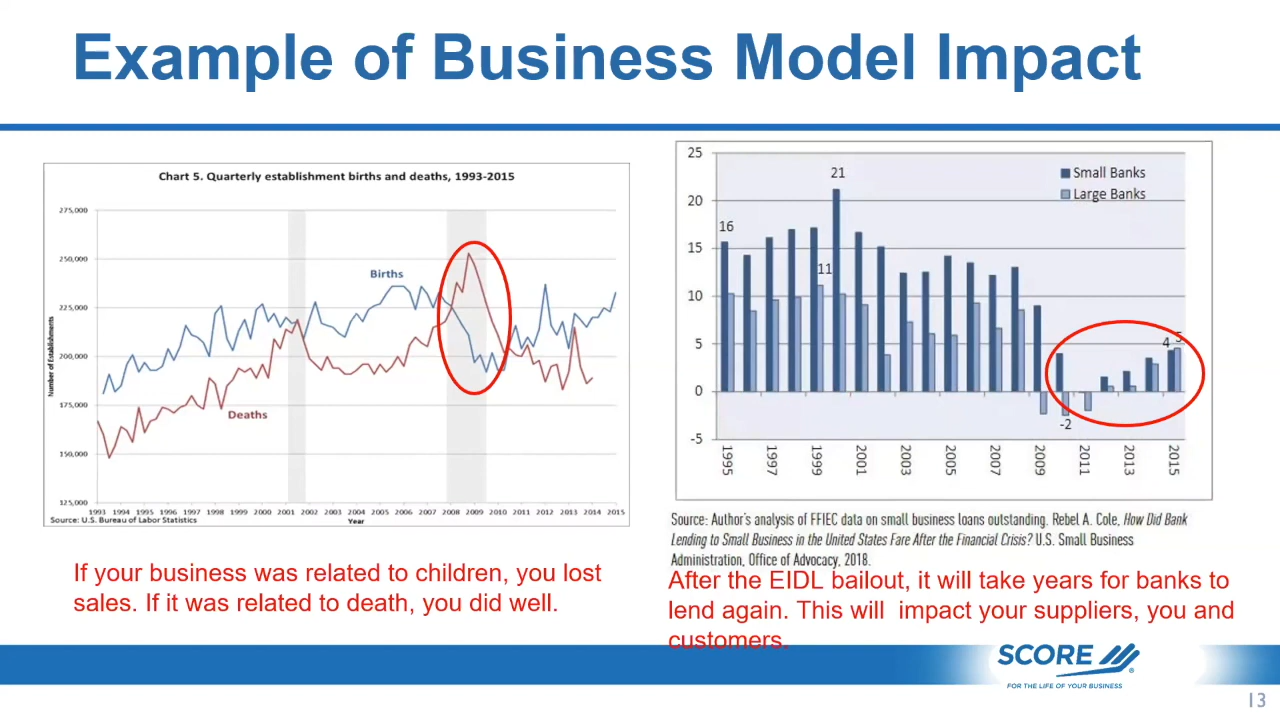 Example of Business Model Impact
Chart 5. Quarterly establishment births and deaths, 1993-2015
275,000
250,000
225,000
200,000
175,000
150,000
125,000
Number of Establishments
Births
Deaths
1993 1994 1995 1996 1997 1998 1999 2000 2001 2002 2003 2004 2005 2006 2007 2008 2009 2010 2011 2012 2013 2014 2015
Source: U.S. Bureau of Labor Statistics
Year
If your business was related to children, you lost
sales. If it was related to death, you did well.
25
20
15
10
5
0
-5
Small Banks
Large Banks
16
11
21
-2
4
5
1995 1997 1999 2001 2003 2005 2007 2009 2011 2013 2015
Source: Author's analysis of FFIEC data on small business loans outstanding. Rebel A. Cole, How Did Bank
Lending to Small Business in the United States Fare After the Financial Crisis? U.S. Small Business
Administration, Office of Advocacy, 2018.
After the EIDL bailout, it will take years for banks to
lend again. This will impact your suppliers, you and
customers.
SCORE
®
FOR THE LIFE OF YOUR BUSINESS
13